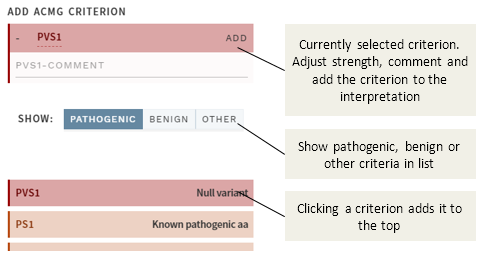 ADD ACMG CRITERION
- PVS1 ADD
PVS1-COMMENT
Currently selected criterion.
Adjust strength, comment and
add the criterion to the
interpretation
SHOW: PATHOGENIC BENIGN OTHER
Show pathogenic, benign or
other criteria in list
PVS1 Null variant
PS1 Known pathogenic aa
Clicking a criterion adds it to
the top